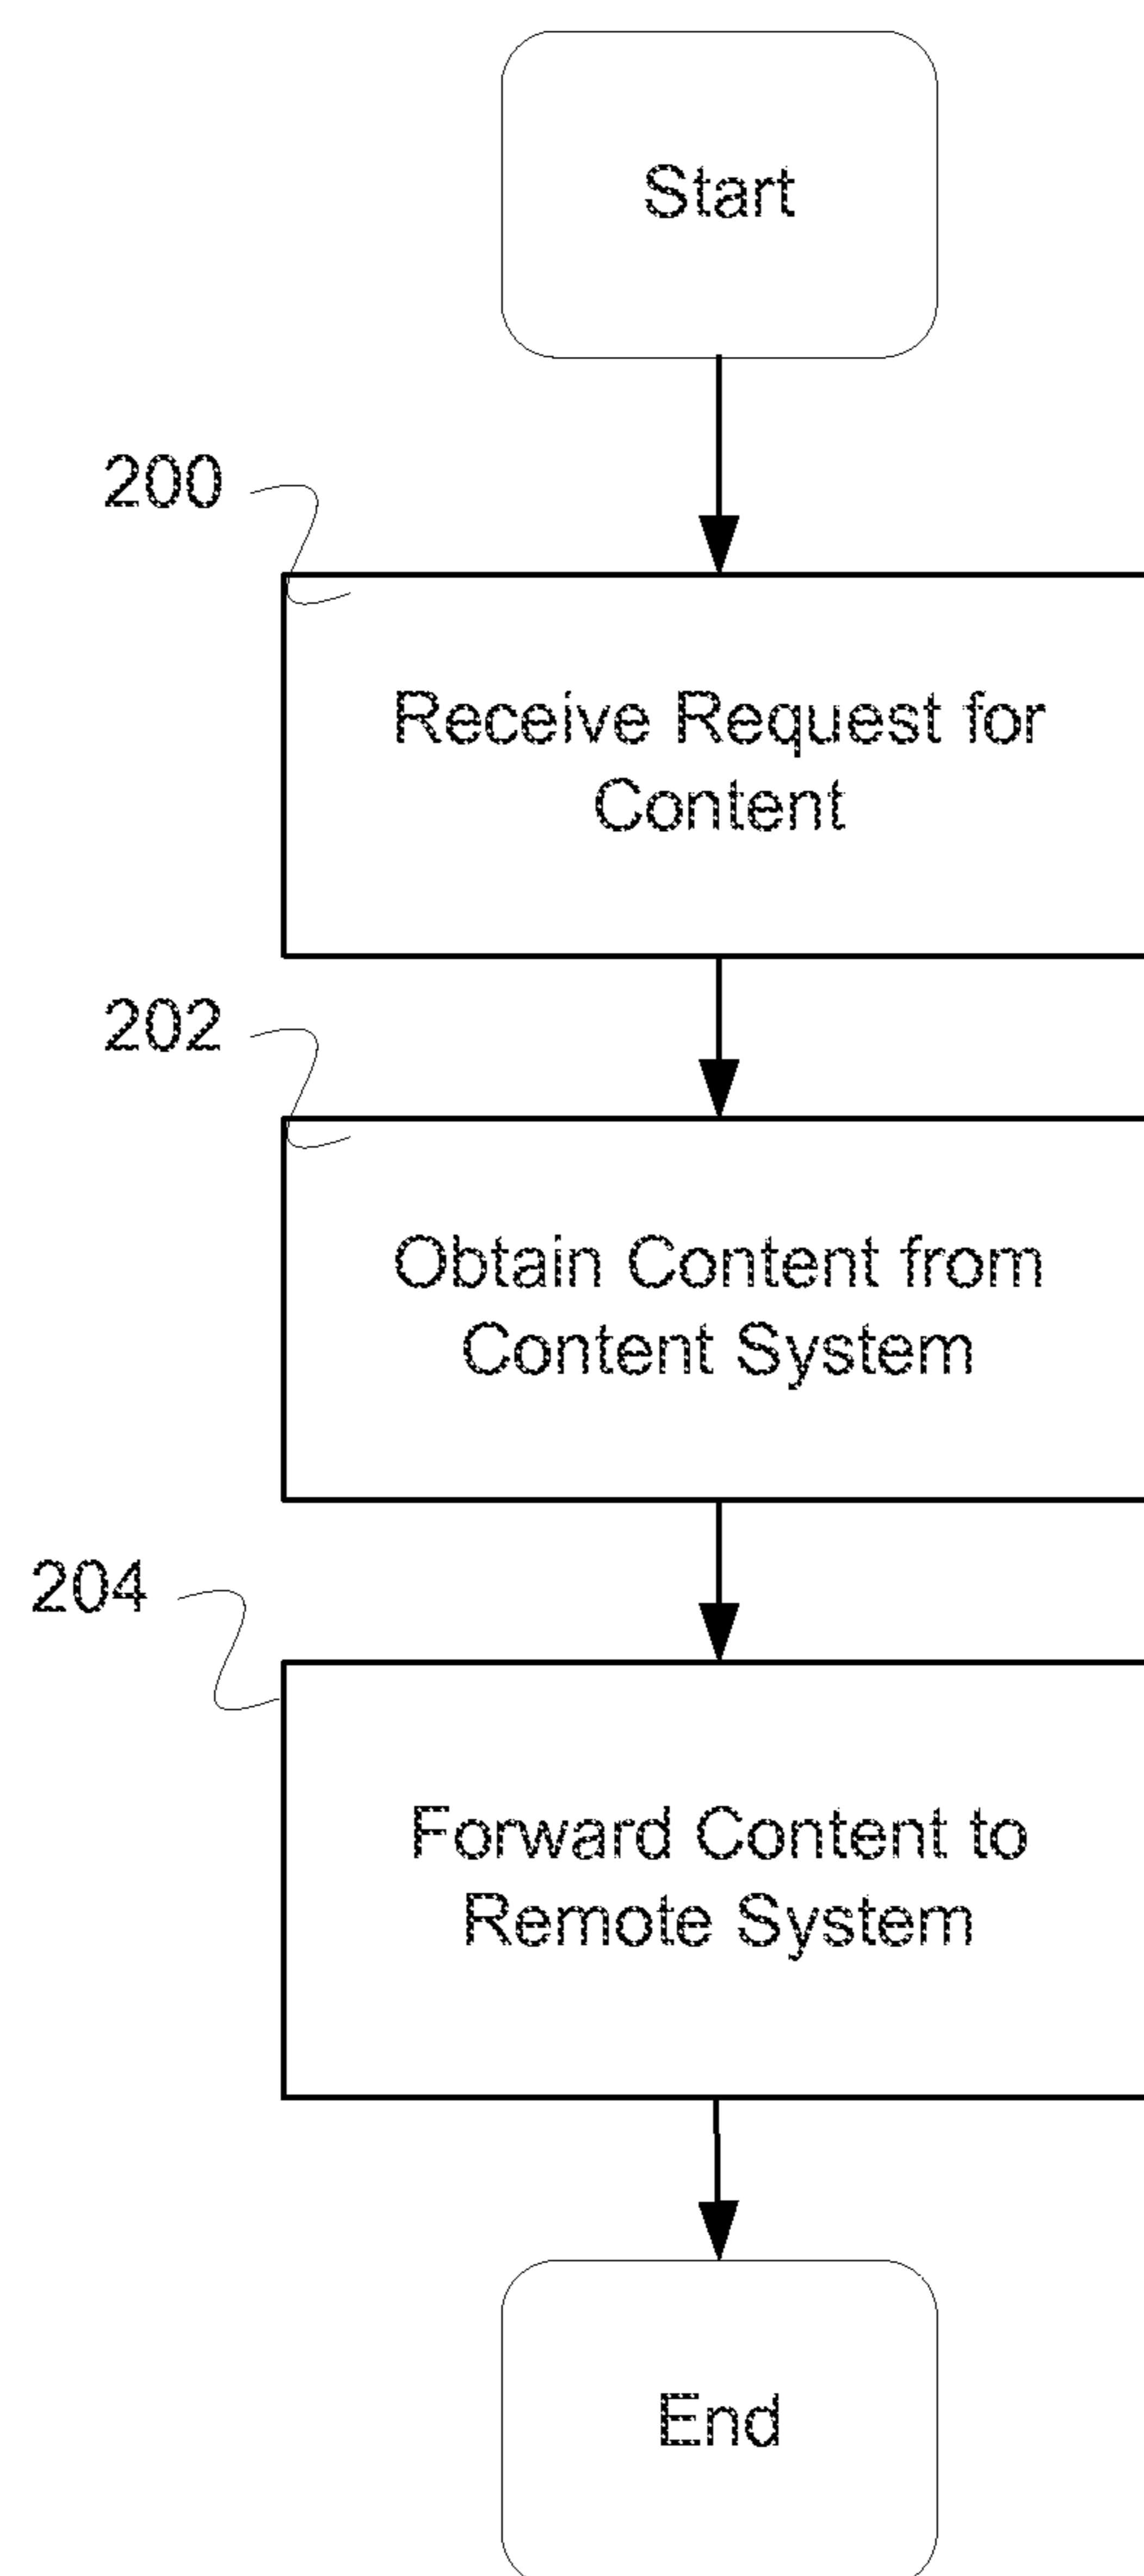 Start
200
Receive Request for
Content
202
Obtain Content from
Content System
204
Forward Content to
Remote System
End